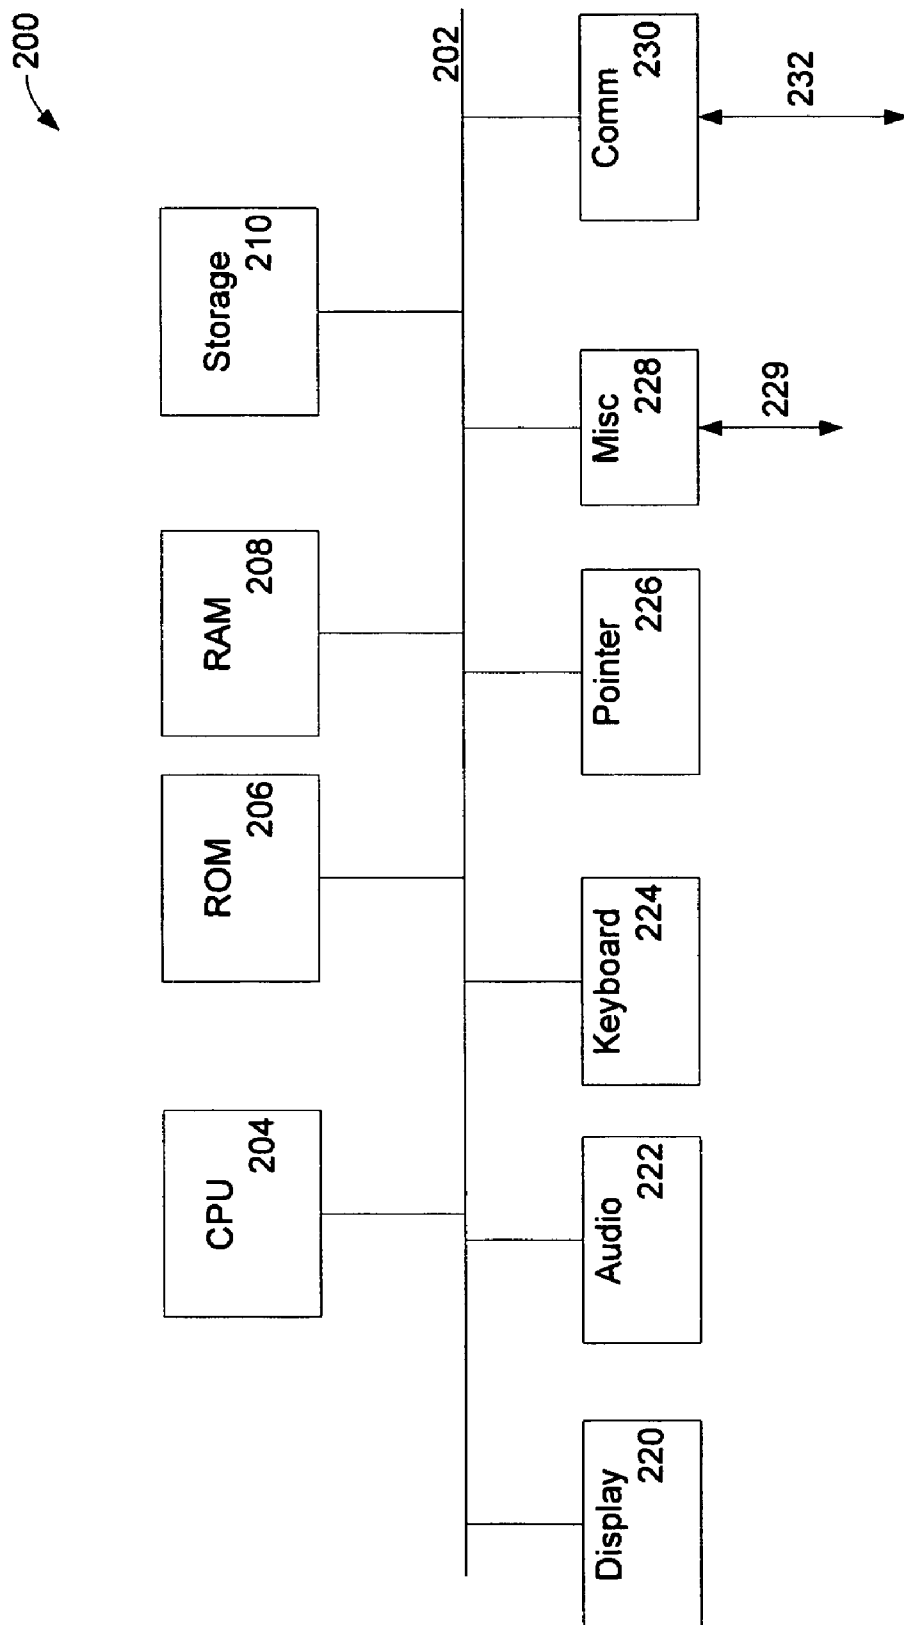 200
CPU
204
ROM
206
RAM
208
Storage
210
202
Display
220
Audio
222
Keyboard
224
Pointer
226
Misc
228
Comm
230
229
232